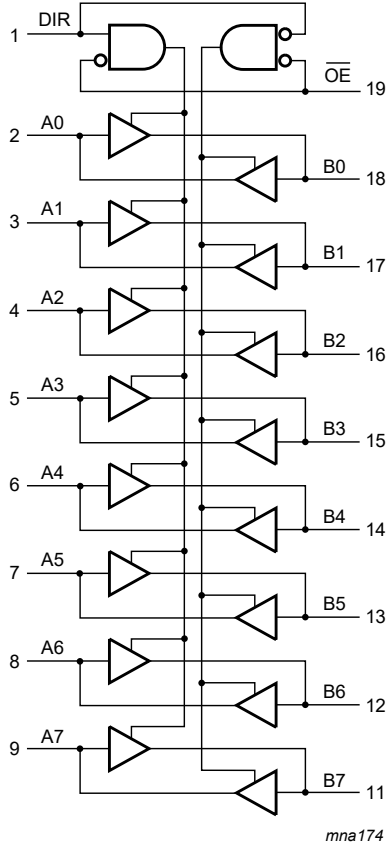 1 DIR
O̅E̅ 19
2 A0
B0 18
3 A1
B1 17
4 A2
B2 16
5 A3
B3 15
6 A4
B4 14
7 A5
B5 13
8 A6
B6 12
9 A7
B7 11
mna174